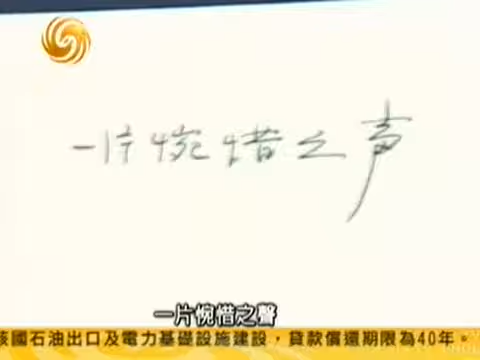 一片惋惜之声
一片惋惜之聲
核國石油出口及電力基礎設施建設，貸款償還期限為40年。